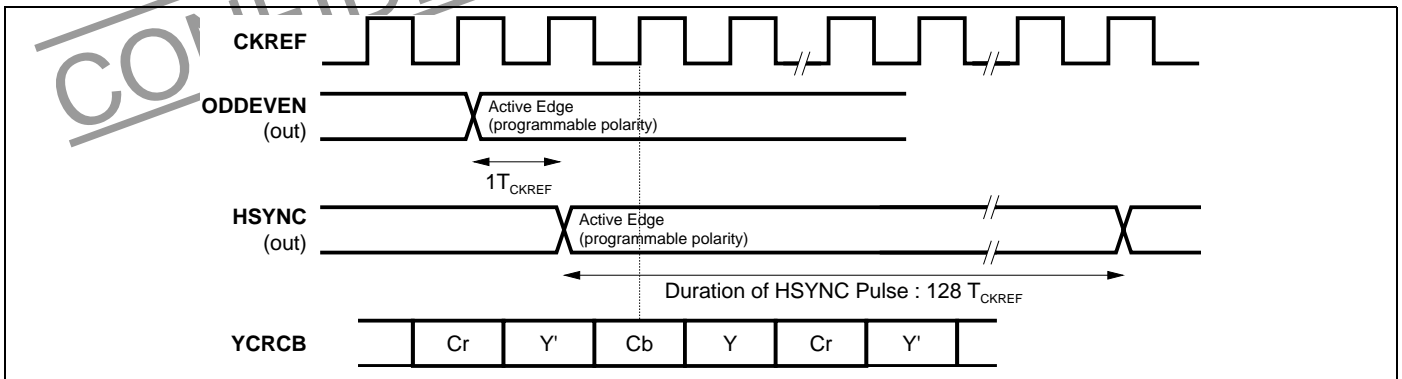 CKREF
ODDEVEN
(out)
Active Edge
(programmable polarity)
1T_CKREF
HSYNC
(out)
Active Edge
(programmable polarity)
Duration of HSYNC Pulse : 128 T_CKREF
YCRCB Cr Y' Cb Y Cr Y'